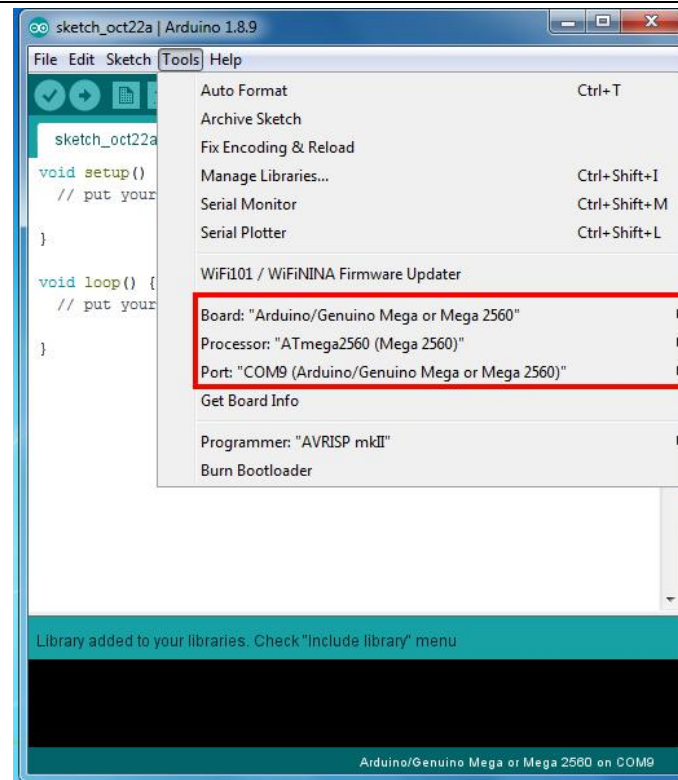 sketch_oct22a | Arduino 1.8.9
File Edit Sketch Tools Help
Auto Format Ctrl+T
Archive Sketch
sketch_oct22a
Fix Encoding & Reload
void setup()
Manage Libraries... Ctrl+Shift+I
// put your
Serial Monitor Ctrl+Shift+M
}
Serial Plotter Ctrl+Shift+L
WiFi101 / WiFiNINA Firmware Updater
void loop() {
// put your
Board: "Arduino/Genuino Mega or Mega 2560"
Processor: "ATmega2560 (Mega 2560)"
}
Port: "COM9 (Arduino/Genuino Mega or Mega 2560)"
Get Board Info
Programmer: "AVRISP mkII"
Burn Bootloader
Library added to your libraries. Check "Include library" menu
Arduino/Genuino Mega or Mega 2560 on COM9